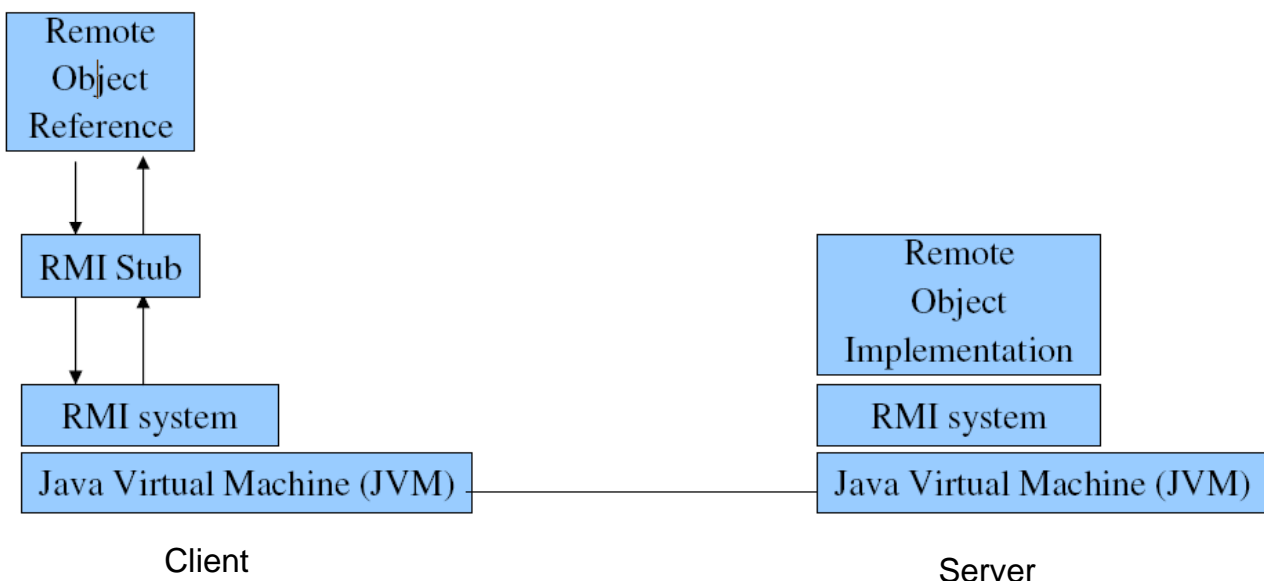 Remote
Object
Reference
RMI Stub
RMI system
Java Virtual Machine (JVM)
Client
Remote
Object
Implementation
RMI system
Java Virtual Machine (JVM)
Server